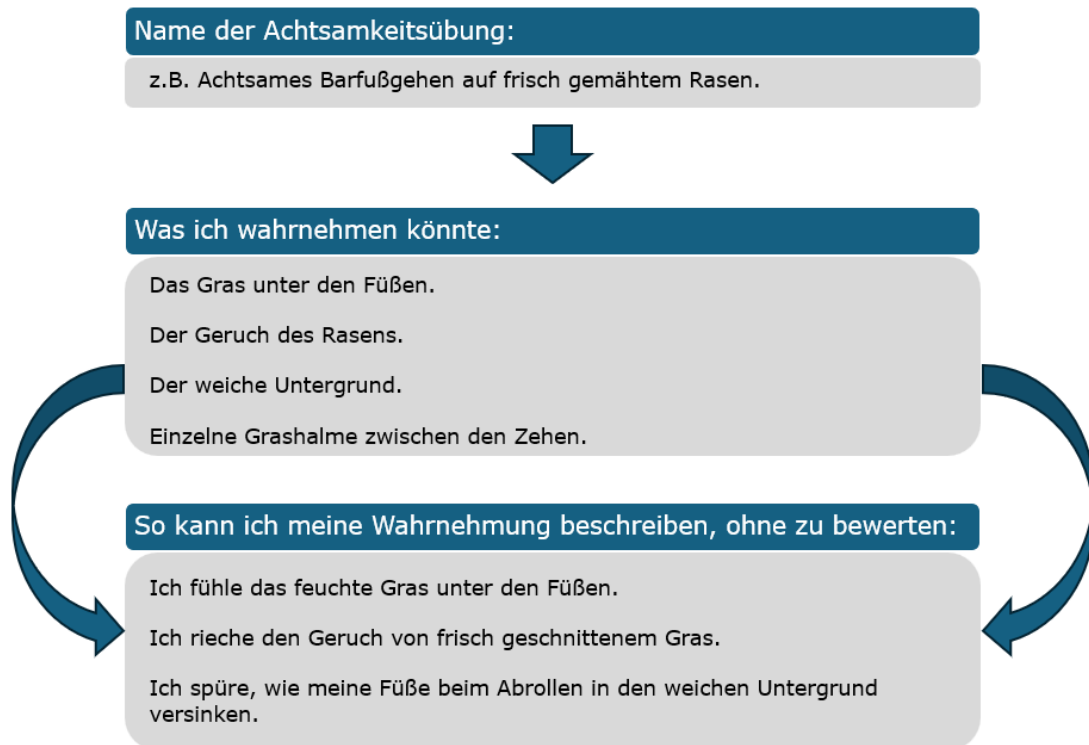 Name der Achtsamkeitsübung:
z.B. Achtsames Barfußgehen auf frisch gemähtem Rasen.
Was ich wahrnehmen könnte:
Das Gras unter den Füßen.
Der Geruch des Rasens.
Der weiche Untergrund.
Einzelne Grashalme zwischen den Zehen.
So kann ich meine Wahrnehmung beschreiben, ohne zu bewerten:
Ich fühle das feuchte Gras unter den Füßen.
Ich rieche den Geruch von frisch geschnittenem Gras.
Ich spüre, wie meine Füße beim Abrollen in den weichen Untergrund
versinken.